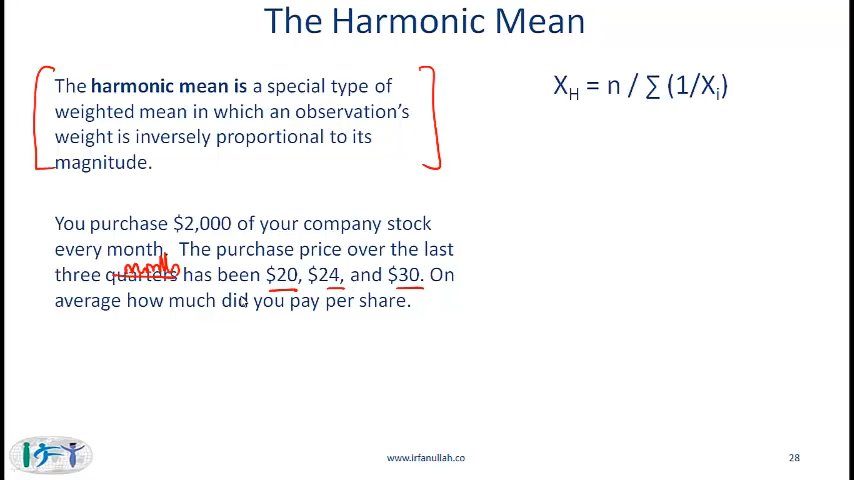 The Harmonic Mean
The harmonic mean is a special type of
weighted mean in which an observation's
weight is inversely proportional to its
magnitude.
X_H = n / ∑ (1/X_i)
You purchase $2,000 of your company stock
every month. The purchase price over the last
months
three quarters has been $20, $24, and $30. On
average how much did you pay per share.
www.irfanullah.co
28